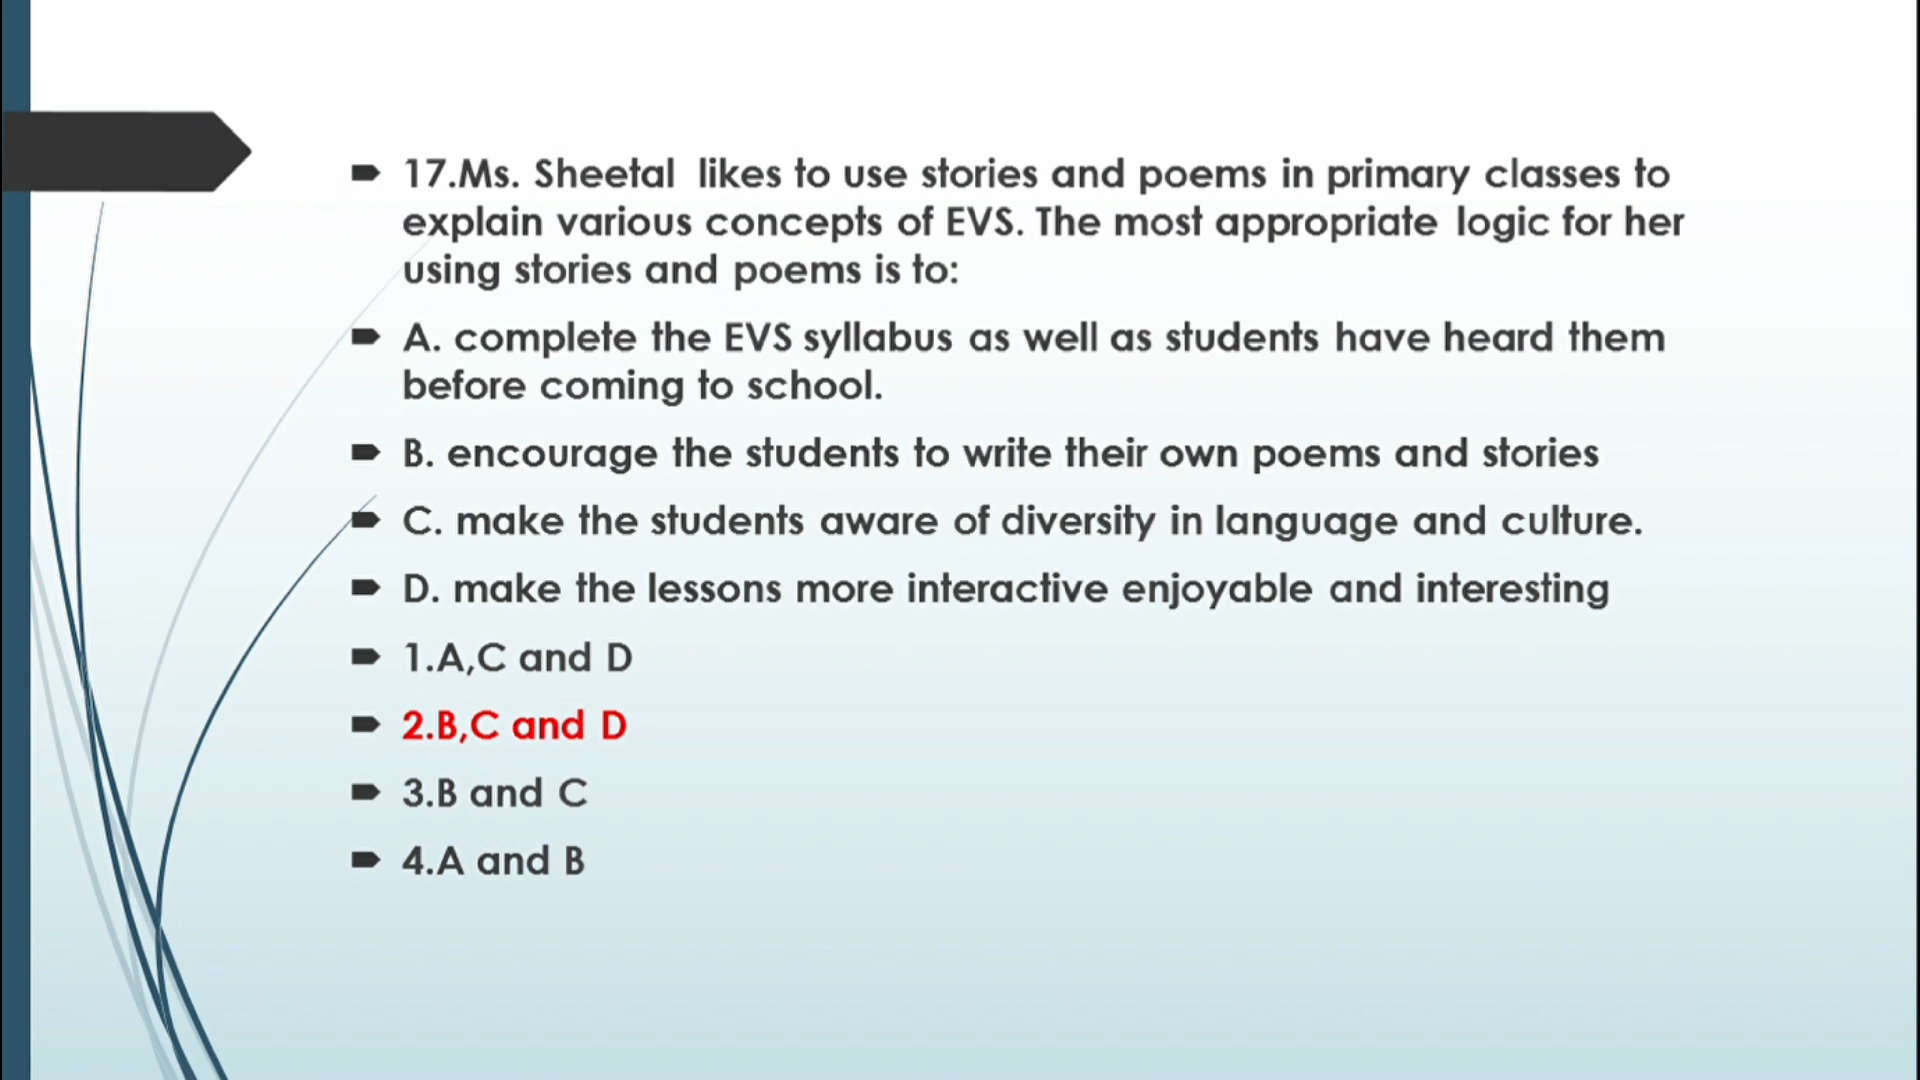 17.Ms. Sheetal likes to use stories and poems in primary classes to
explain various concepts of EVS. The most appropriate logic for her
using stories and poems is to:
A. complete the EVS syllabus as well as students have heard them
before coming to school.
B. encourage the students to write their own poems and stories
C. make the students aware of diversity in language and culture.
D. make the lessons more interactive enjoyable and interesting
1.A,C and D
2.B,C and D
3.B and C
4.A and B